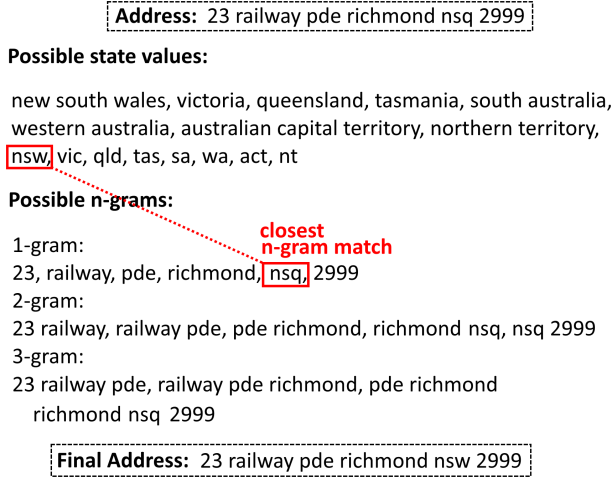 Address: 23 railway pde richmond nsq 2999
Possible state values:
new south wales, victoria, queensland, tasmania, south australia,
western australia, australian capital territory, northern territory,
nsw, vic, qld, tas, sa, wa, act, nt
Possible n-grams:
closest
n-gram match
1-gram:
23, railway, pde, richmond, nsq, 2999
2-gram:
23 railway, railway pde, pde richmond, richmond nsq, nsq 2999
3-gram:
23 railway pde, railway pde richmond, pde richmond
richmond nsq 2999
Final Address: 23 railway pde richmond nsw 2999